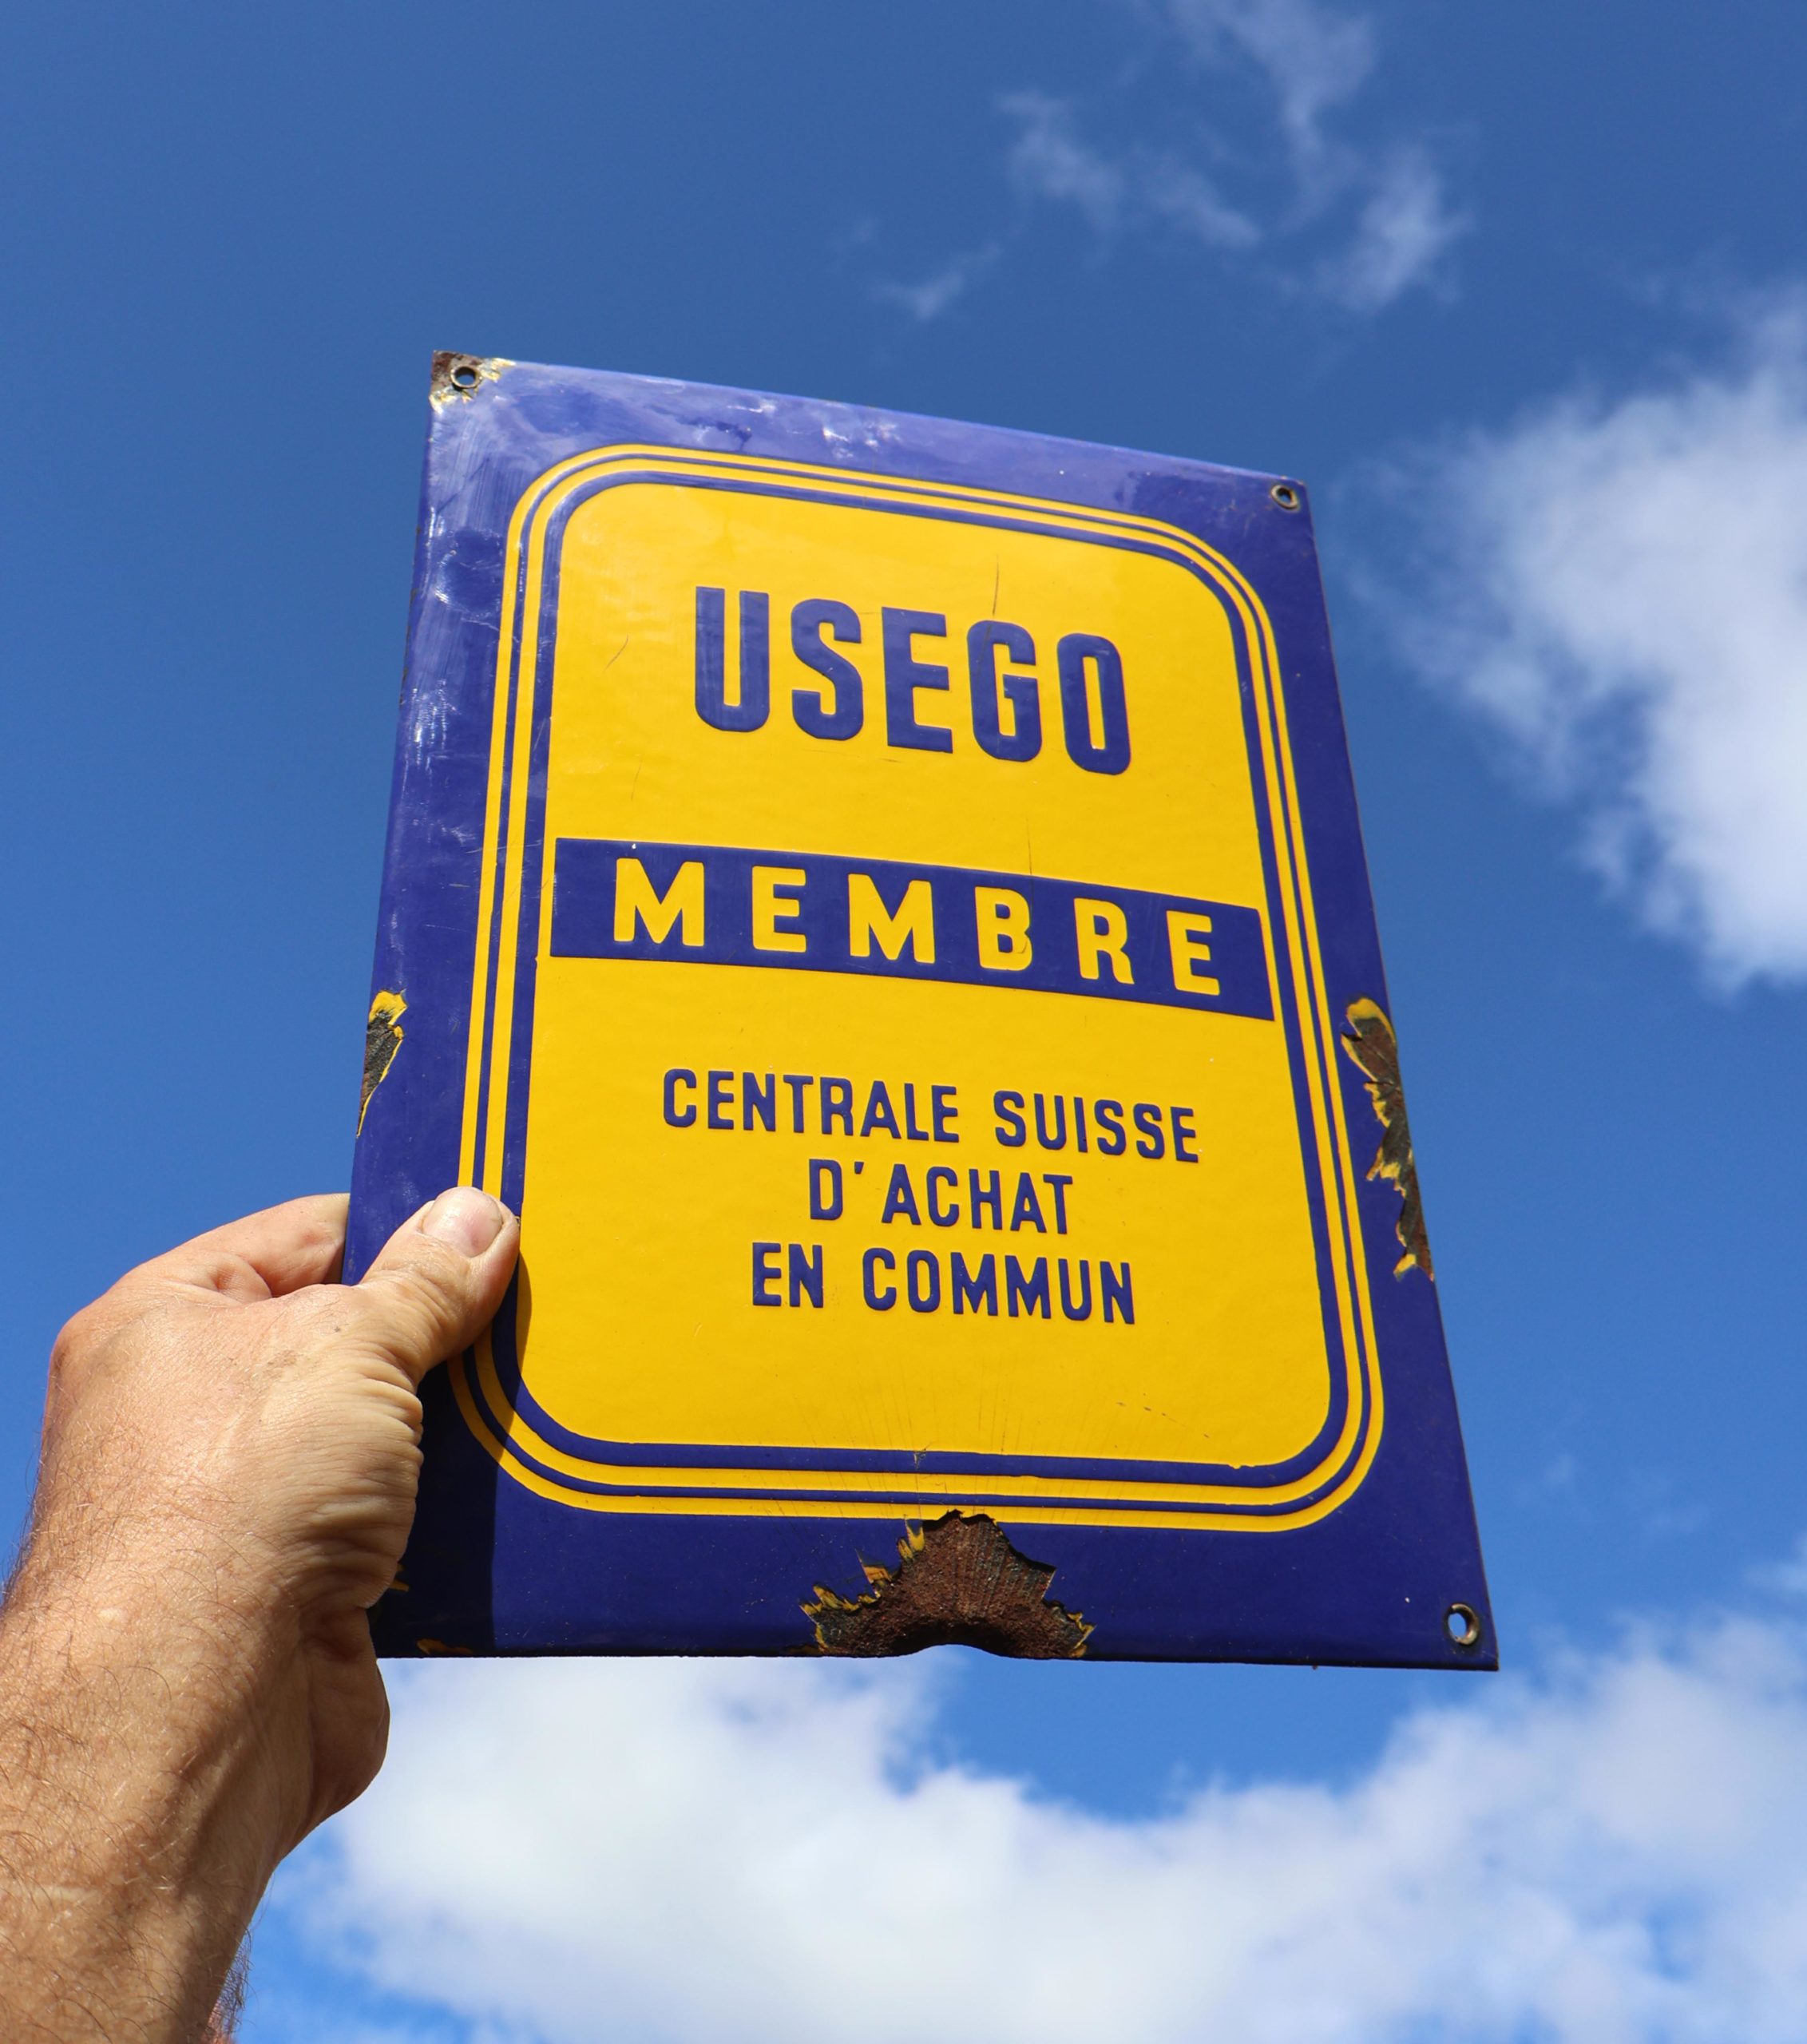 USEGO
MEMBRE
CENTRALE SUISSE
D'ACHAT
EN COMMUN